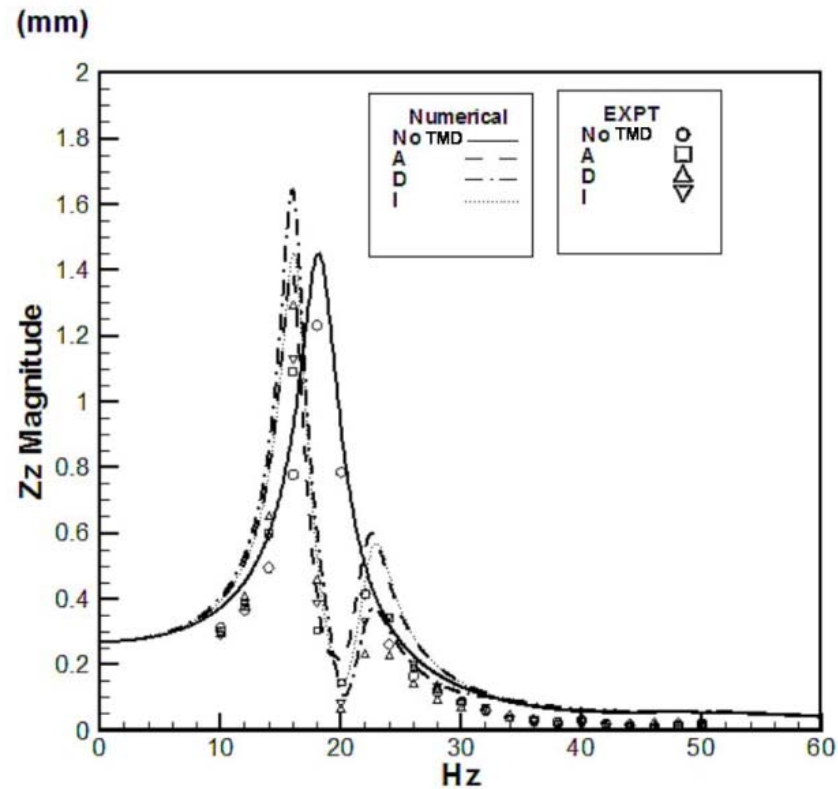 (mm)
2
1.8
1.6
1.4
1.2
1
0.8
0.6
0.4
0.2
0
Zz Magnitude
Numerical
No TMD
A
D
I
EXPT
No TMD
A
D
I
0 10 20 30 40 50 60
Hz